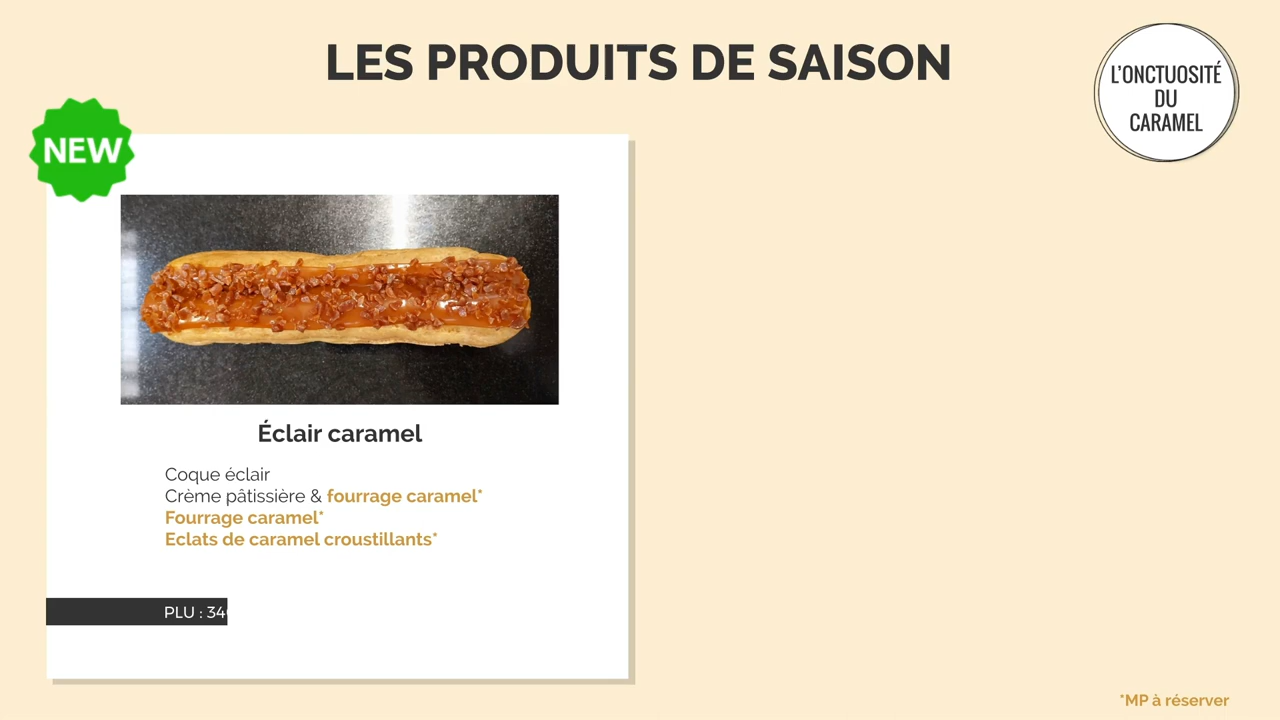 LES PRODUITS DE SAISON
L'ONCTUOSITÉ
DU
CARAMEL
NEW
Éclair caramel
Coque éclair
Crème pâtissière & fourrage caramel*
Fourrage caramel*
Eclats de caramel croustillants*
PLU : 34
*MP à réserver